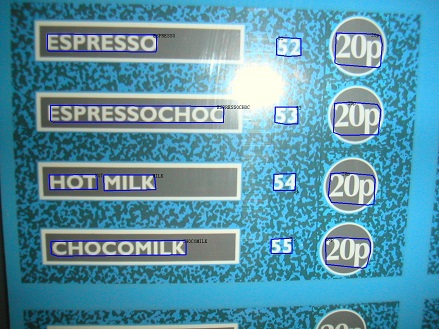 ESPRESSO 52 20p
ESPRESSOCHOC 53 20p
HOT MILK 54 20p
CHOCOMILK 55 20p